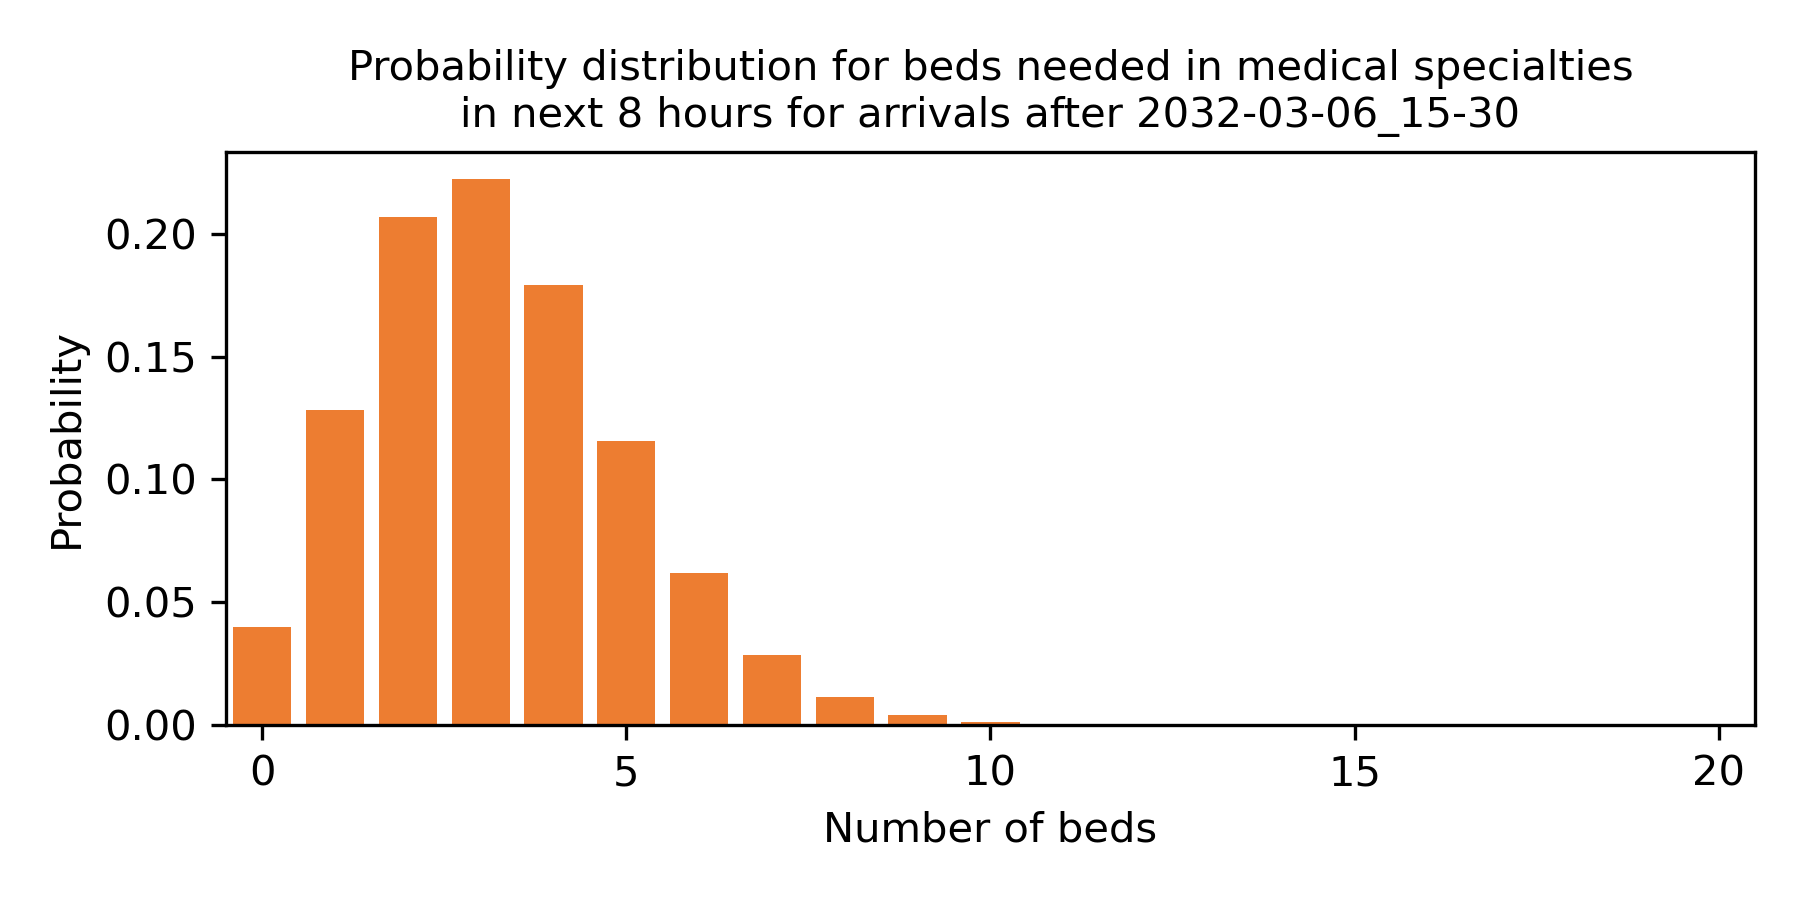 Probability distribution for beds needed in medical specialties
in next 8 hours for arrivals after 2032-03-06_15-30
Probability
0.20
0.15
0.10
0.05
0.00
0 5 10 15 20
Number of beds